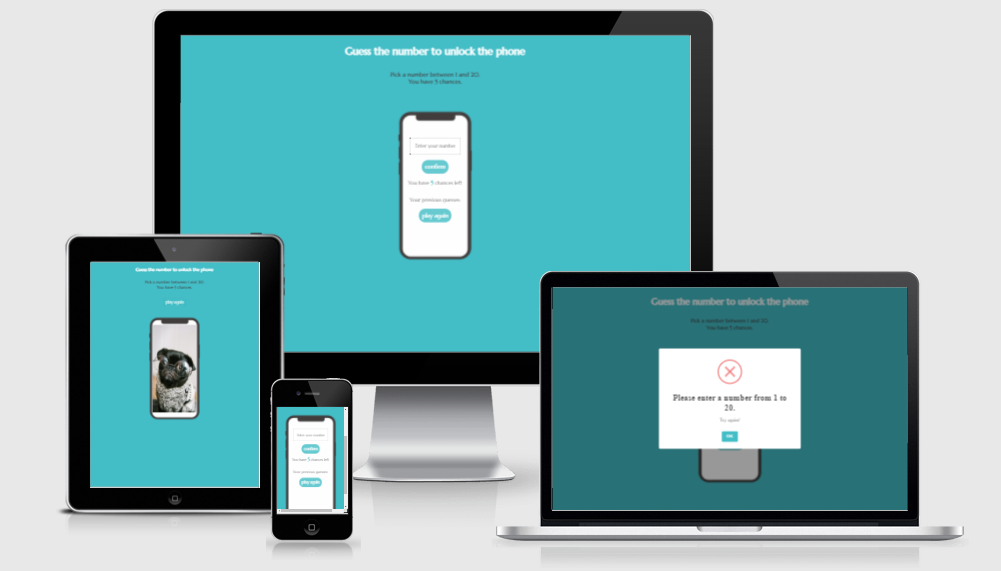 Guess the number to unlock the phone
Pick a number between 1 and 20.
You have 5 chances.
Enter your number
confirm
You have 5 chances left
Your previous guesses:
play again
Guess the number to unlock the phone
Pick a number between 1 and 20.
You have 5 chances.
play again
Enter your number
confirm
You have 5 chances left
Your previous guesses:
play again
Guess the number to unlock the phone
Pick a number between 1 and 20.
You have 5 chances.
Please enter a number from 1 to
20.
Try again!
OK